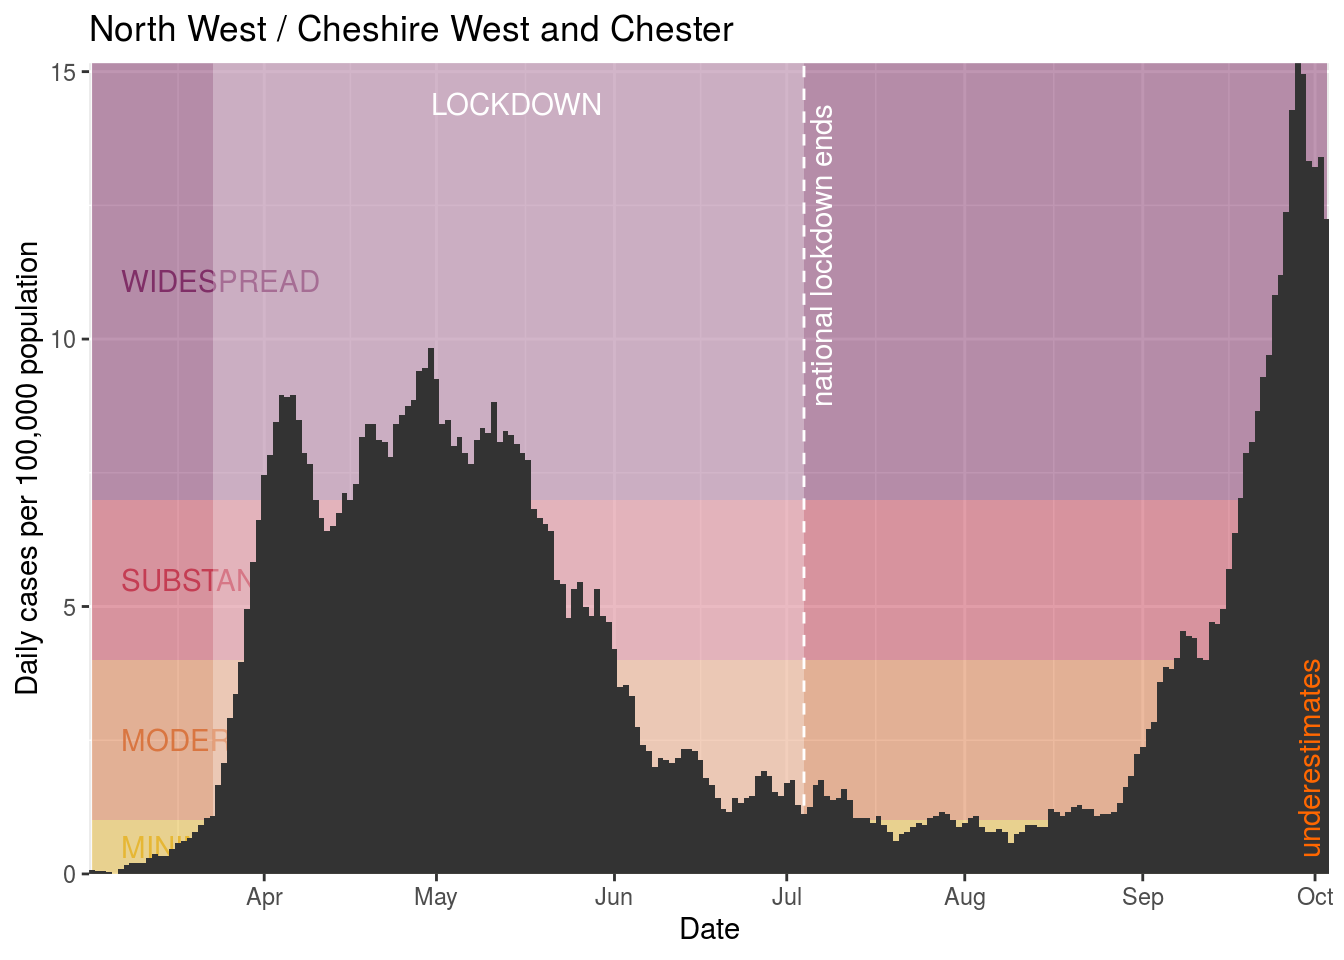 North West / Cheshire West and Chester
Daily cases per 100,000 population
15
10
5
0
LOCKDOWN
national lockdown ends
WIDESPREAD
SUBSTAN
MODER
MIN
underestimates
Apr
May
Jun
Jul
Aug
Sep
Oct
Date